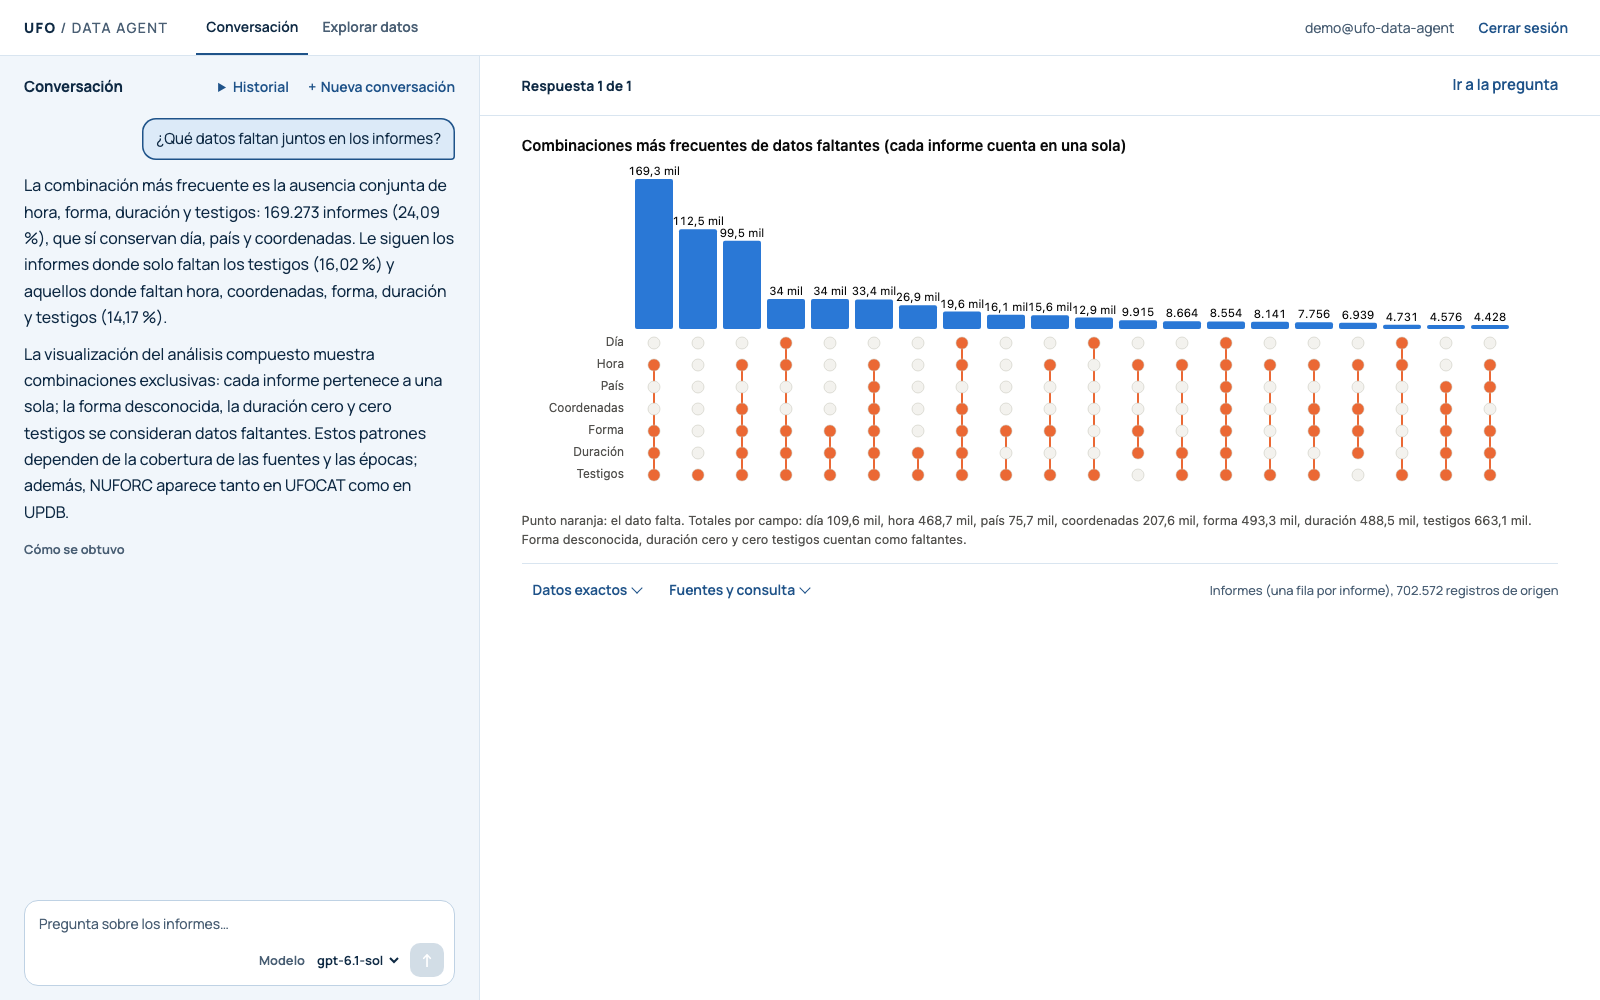 UFO / DATA AGENT
Conversación
Explorar datos
demo@ufo-data-agent
Cerrar sesión
Conversación
Historial
+ Nueva conversación
¿Qué datos faltan juntos en los informes?
La combinación más frecuente es la ausencia conjunta de
hora, forma, duración y testigos: 169.273 informes (24,09
%), que sí conservan día, país y coordenadas. Le siguen los
informes donde solo faltan los testigos (16,02 %) y
aquellos donde faltan hora, coordenadas, forma, duración
y testigos (14,17 %).
La visualización del análisis compuesto muestra
combinaciones exclusivas: cada informe pertenece a una
sola; la forma desconocida, la duración cero y cero
testigos se consideran datos faltantes. Estos patrones
dependen de la cobertura de las fuentes y las épocas;
además, NUFORC aparece tanto en UFOCAT como en
UPDB.
Cómo se obtuvo
Pregunta sobre los informes…
Modelo gpt-6.1-sol
Respuesta 1 de 1
Ir a la pregunta
Combinaciones más frecuentes de datos faltantes (cada informe cuenta en una sola)
169,3 mil
112,5 mil
99,5 mil
34 mil
34 mil
33,4 mil
26,9 mil
19,6 mil
16,1 mil
15,6 mil
12,9 mil
9.915
8.664
8.554
8.141
7.756
6.939
4.731
4.576
4.428
Día
Hora
País
Coordenadas
Forma
Duración
Testigos
Punto naranja: el dato falta. Totales por campo: día 109,6 mil, hora 468,7 mil, país 75,7 mil, coordenadas 207,6 mil, forma 493,3 mil, duración 488,5 mil, testigos 663,1 mil.
Forma desconocida, duración cero y cero testigos cuentan como faltantes.
Datos exactos
Fuentes y consulta
Informes (una fila por informe), 702.572 registros de origen